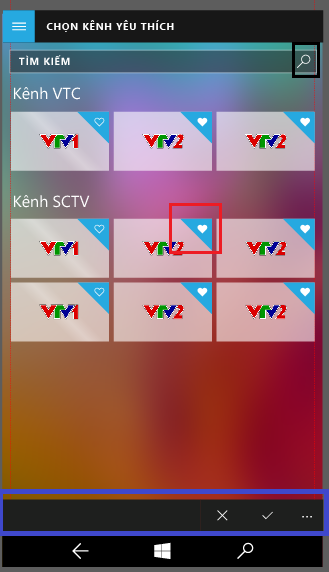 CHỌN KÊNH YÊU THÍCH
TÌM KIẾM
Kênh VTC
VTV1 VTV2 VTV2
Kênh SCTV
VTV1 VTV2 VTV2
VTV1 VTV2 VTV2